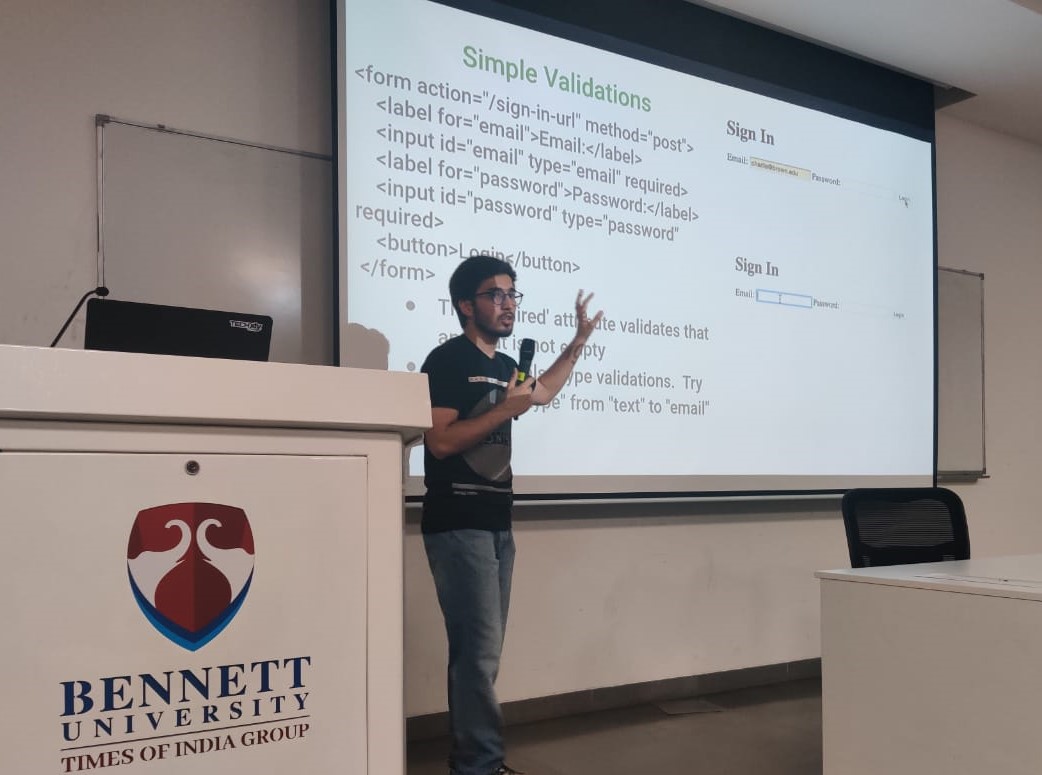 Simple Validations
<form action="/sign-in-url" method="post">
<label for="email">Email:</label>
<input id="email" type="email" required>
<label for="password">Password:</label>
<input id="password" type="password"
required>
<button>Login</button>
</form>
attribute validates that
is not empty
type validations. Try
from "text" to "email"
Sign In
Email: Password:
Login
Sign In
Email: Password:
Login
BENNETT
UNIVERSITY
TIMES OF INDIA GROUP